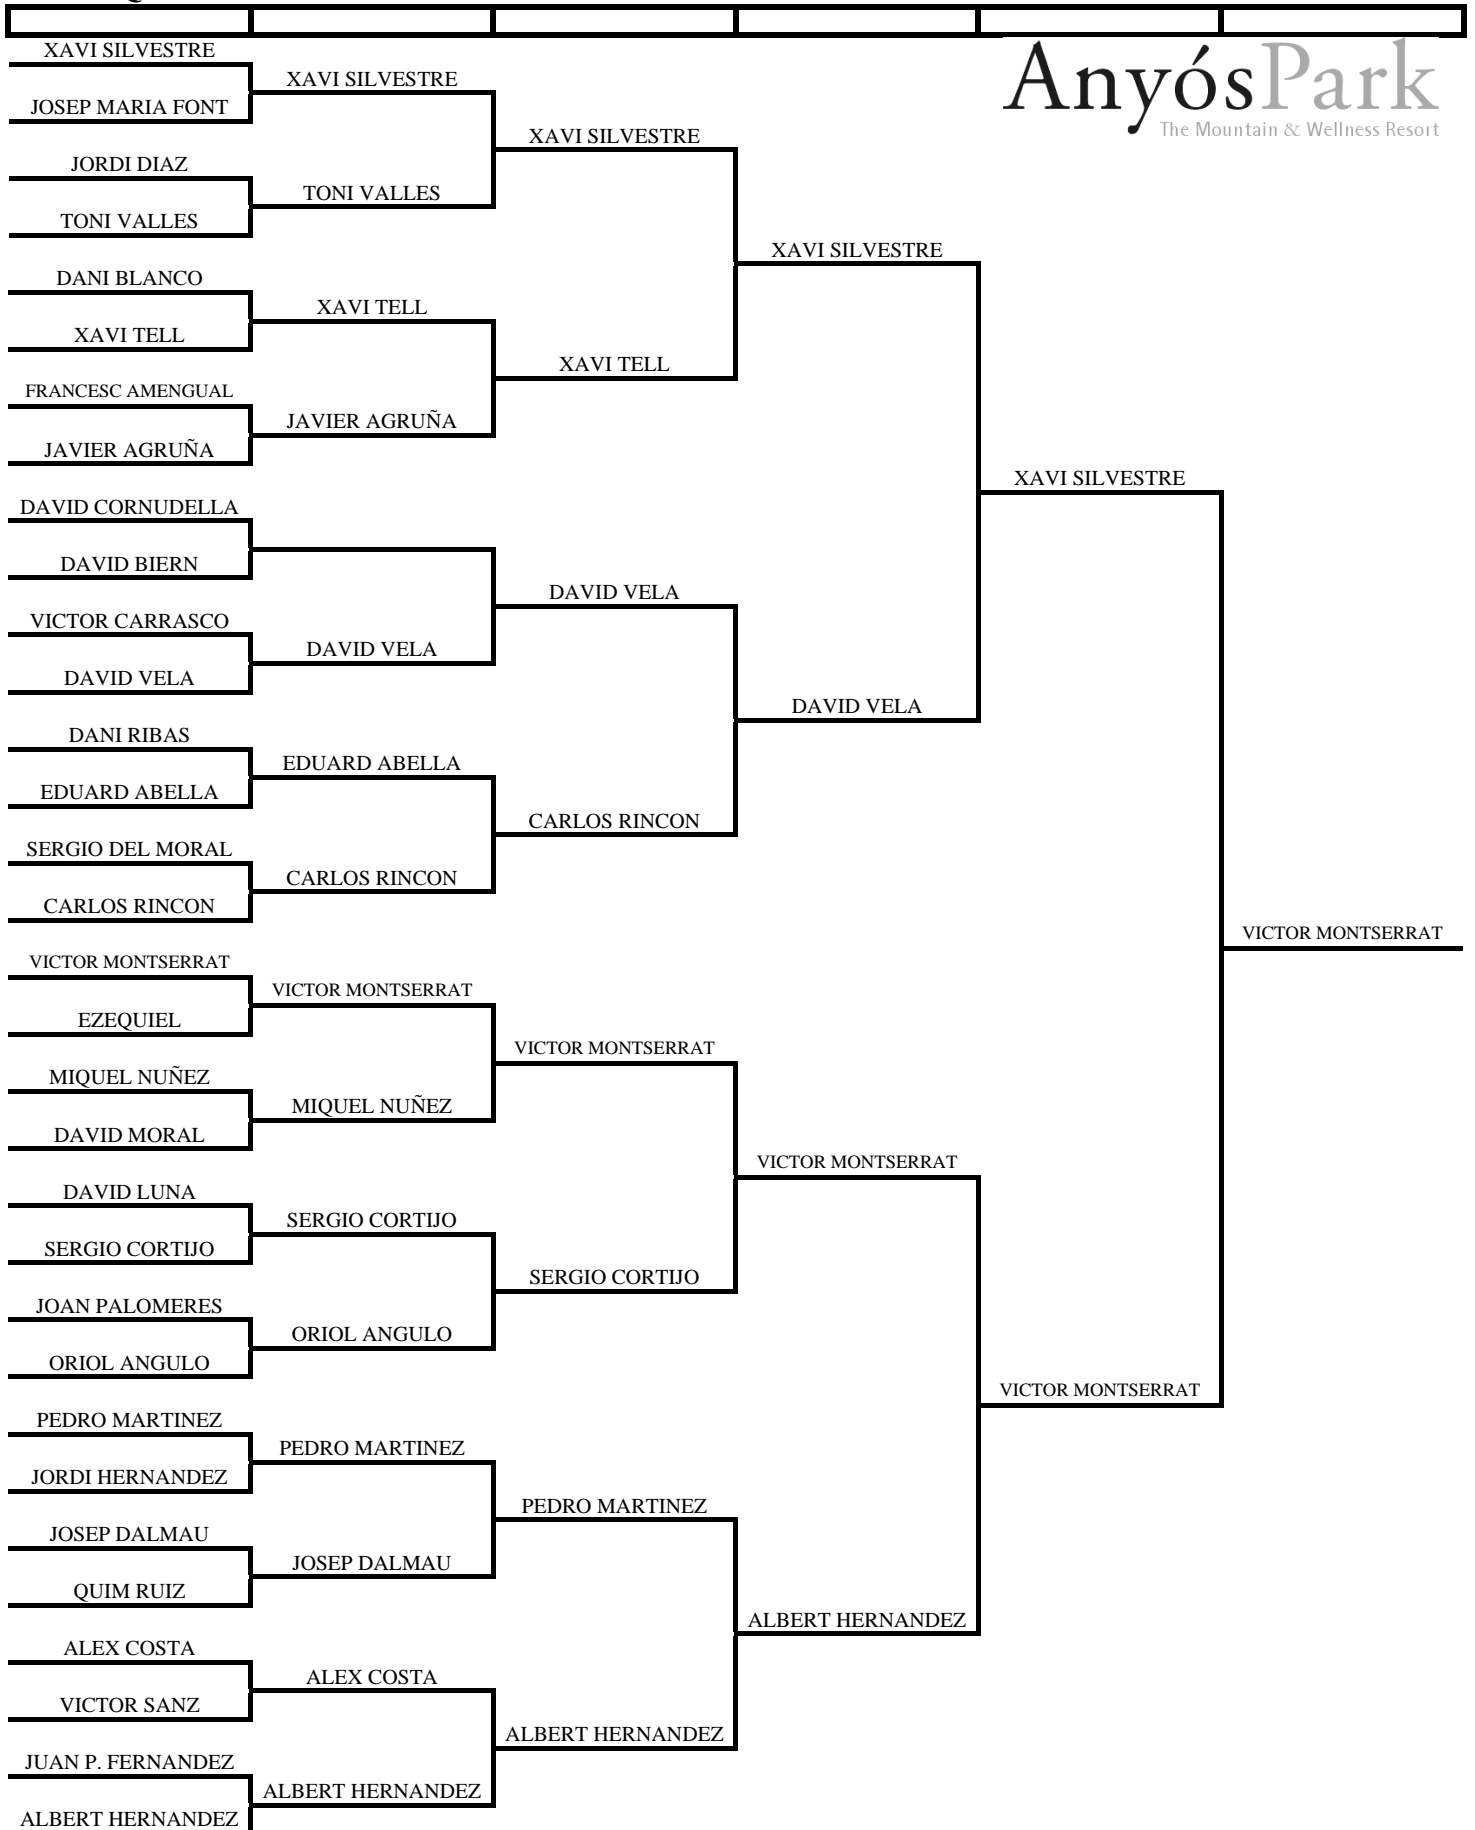 AnyósPark
The Mountain & Wellness Resort
XAVI SILVESTRE
JOSEP MARIA FONT
JORDI DIAZ
TONI VALLES
DANI BLANCO
XAVI TELL
FRANCESC AMENGUAL
JAVIER AGRUÑA
DAVID CORNUDELLA
DAVID BIERN
VICTOR CARRASCO
DAVID VELA
DANI RIBAS
EDUARD ABELLA
SERGIO DEL MORAL
CARLOS RINCON
VICTOR MONTSERRAT
EZEQUIEL
MIQUEL NUÑEZ
DAVID MORAL
DAVID LUNA
SERGIO CORTIJO
JOAN PALOMERES
ORIOL ANGULO
PEDRO MARTINEZ
JORDI HERNANDEZ
JOSEP DALMAU
QUIM RUIZ
ALEX COSTA
VICTOR SANZ
JUAN P. FERNANDEZ
ALBERT HERNANDEZ
XAVI SILVESTRE
TONI VALLES
XAVI TELL
JAVIER AGRUÑA
DAVID VELA
EDUARD ABELLA
CARLOS RINCON
VICTOR MONTSERRAT
MIQUEL NUÑEZ
SERGIO CORTIJO
ORIOL ANGULO
PEDRO MARTINEZ
JOSEP DALMAU
ALEX COSTA
ALBERT HERNANDEZ
XAVI SILVESTRE
XAVI TELL
DAVID VELA
CARLOS RINCON
VICTOR MONTSERRAT
SERGIO CORTIJO
PEDRO MARTINEZ
ALBERT HERNANDEZ
XAVI SILVESTRE
DAVID VELA
VICTOR MONTSERRAT
ALBERT HERNANDEZ
XAVI SILVESTRE
VICTOR MONTSERRAT
VICTOR MONTSERRAT